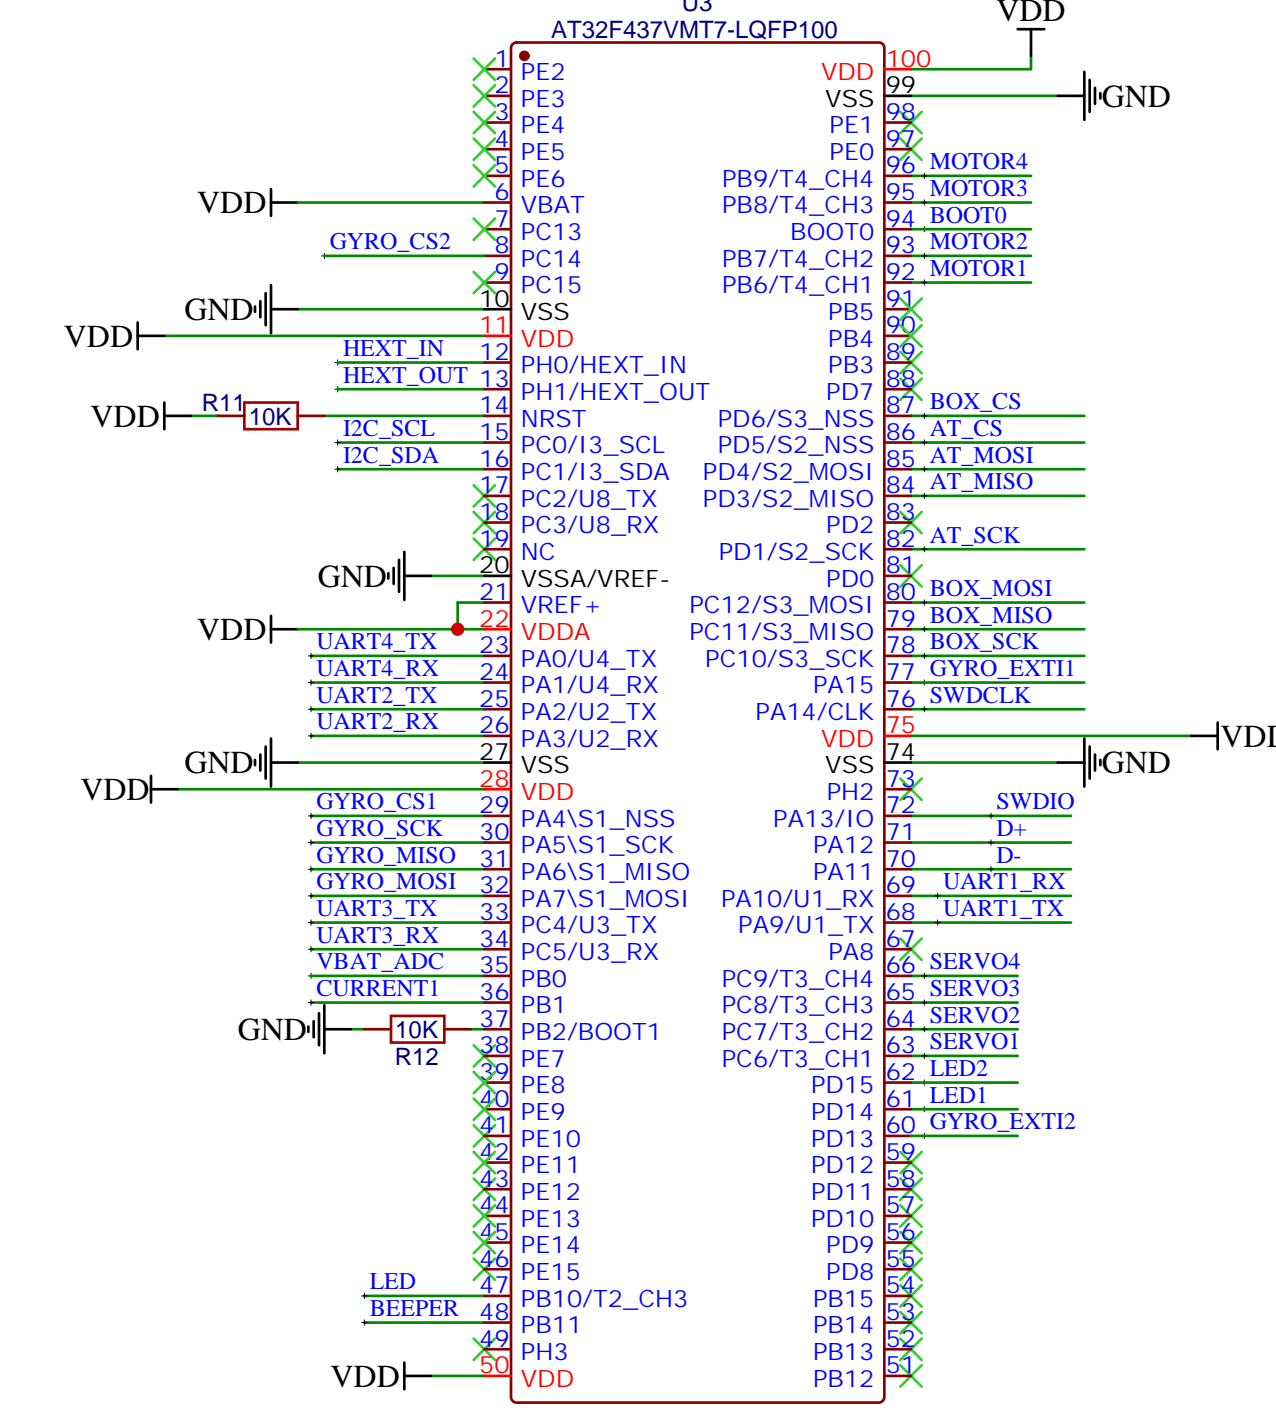 U3
AT32F437VMT7-LQFP100
VDD
1 PE2 VDD 100
2 PE3 VSS 99 GND
3 PE4 PE1 98
4 PE5 PE0 97
5 PE6 PB9/T4_CH4 96 MOTOR4
VDD 6 VBAT PB8/T4_CH3 95 MOTOR3
7 PC13 BOOT0 94 BOOT0
GYRO_CS2 8 PC14 PB7/T4_CH2 93 MOTOR2
9 PC15 PB6/T4_CH1 92 MOTOR1
GND 10 VSS PB5 91
VDD 11 VDD PB4 90
HEXT_IN 12 PH0/HEXT_IN PB3 89
HEXT_OUT 13 PH1/HEXT_OUT PD7 88
VDD R11 10K 14 NRST PD6/S3_NSS 87 BOX_CS
I2C_SCL 15 PC0/I3_SCL PD5/S2_NSS 86 AT_CS
I2C_SDA 16 PC1/I3_SDA PD4/S2_MOSI 85 AT_MOSI
17 PC2/U8_TX PD3/S2_MISO 84 AT_MISO
18 PC3/U8_RX PD2 83
19 NC PD1/S2_SCK 82 AT_SCK
GND 20 VSSA/VREF- PD0 81
21 VREF+ PC12/S3_MOSI 80 BOX_MOSI
VDD 22 VDDA PC11/S3_MISO 79 BOX_MISO
UART4_TX 23 PA0/U4_TX PC10/S3_SCK 78 BOX_SCK
UART4_RX 24 PA1/U4_RX PA15 77 GYRO_EXTI1
UART2_TX 25 PA2/U2_TX PA14/CLK 76 SWDCLK
UART2_RX 26 PA3/U2_RX VDD 75
GND 27 VSS VSS 74 GND
VDD 28 VDD PH2 73
GYRO_CS1 29 PA4\S1_NSS PA13/IO 72 SWDIO
GYRO_SCK 30 PA5\S1_SCK PA12 71 D+
GYRO_MISO 31 PA6\S1_MISO PA11 70 D-
GYRO_MOSI 32 PA7\S1_MOSI PA10/U1_RX 69 UART1_RX
UART3_TX 33 PC4/U3_TX PA9/U1_TX 68 UART1_TX
UART3_RX 34 PC5/U3_RX PA8 67
VBAT_ADC 35 PB0 PC9/T3_CH4 66 SERVO4
CURRENT1 36 PB1 PC8/T3_CH3 65 SERVO3
GND 10K 37 PB2/BOOT1 PC7/T3_CH2 64 SERVO2
R12 38 PE7 PC6/T3_CH1 63 SERVO1
39 PE8 PD15 62 LED2
40 PE9 PD14 61 LED1
41 PE10 PD13 60 GYRO_EXTI2
42 PE11 PD12 59
43 PE12 PD11 58
44 PE13 PD10 57
45 PE14 PD9 56
46 PE15 PD8 55
LED 47 PB10/T2_CH3 PB15 54
BEEPER 48 PB11 PB14 53
49 PH3 PB13 52
VDD 50 VDD PB12 51